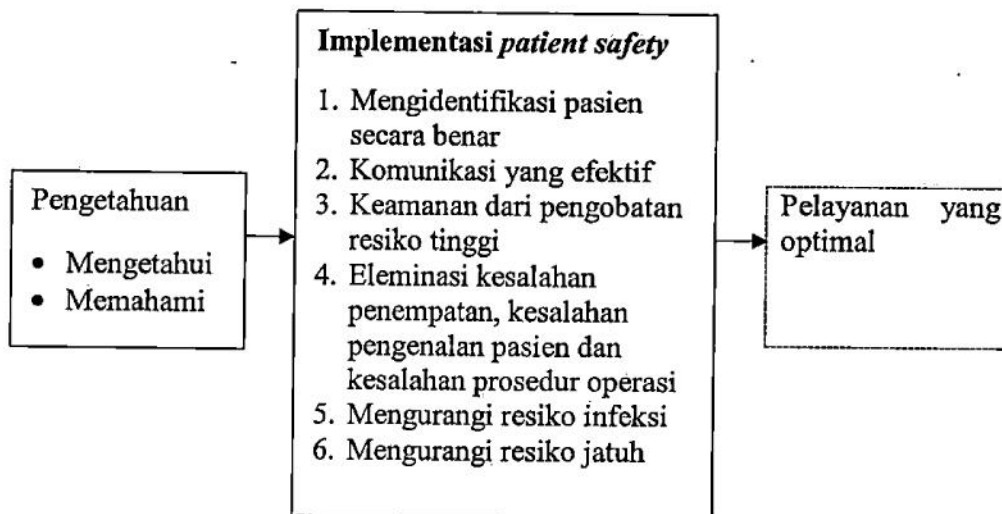 Pengetahuan
• Mengetahui
• Memahami
Implementasi patient safety
1. Mengidentifikasi pasien
secara benar
2. Komunikasi yang efektif
3. Keamanan dari pengobatan
resiko tinggi
4. Eleminasi kesalahan
penempatan, kesalahan
pengenalan pasien dan
kesalahan prosedur operasi
5. Mengurangi resiko infeksi
6. Mengurangi resiko jatuh
Pelayanan yang
optimal